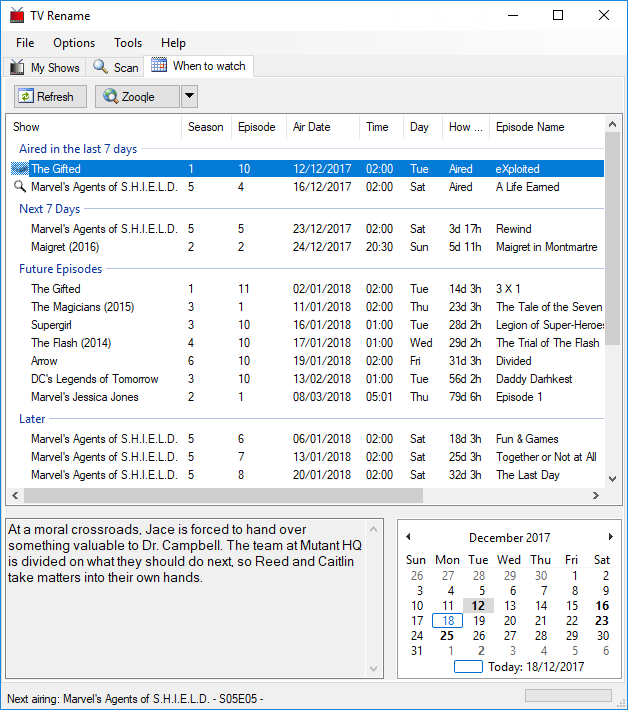 TV Rename
File Options Tools Help
My Shows Scan When to watch
Refresh Zooqle
Show Season Episode Air Date Time Day How ... Episode Name
Aired in the last 7 days
The Gifted 1 10 12/12/2017 02:00 Tue Aired eXploited
Marvel's Agents of S.H.I.E.L.D. 5 4 16/12/2017 02:00 Sat Aired A Life Earned
Next 7 Days
Marvel's Agents of S.H.I.E.L.D. 5 5 23/12/2017 02:00 Sat 3d 17h Rewind
Maigret (2016) 2 2 24/12/2017 20:30 Sun 5d 11h Maigret in Montmartre
Future Episodes
The Gifted 1 11 02/01/2018 02:00 Tue 14d 3h 3 X 1
The Magicians (2015) 3 1 11/01/2018 02:00 Thu 23d 3h The Tale of the Seven
Supergirl 3 10 16/01/2018 01:00 Tue 28d 2h Legion of Super-Heroes
The Flash (2014) 4 10 17/01/2018 01:00 Wed 29d 2h The Trial of The Flash
Arrow 6 10 19/01/2018 02:00 Fri 31d 3h Divided
DC's Legends of Tomorrow 3 10 13/02/2018 01:00 Tue 56d 2h Daddy Darhkest
Marvel's Jessica Jones 2 1 08/03/2018 05:01 Thu 79d 6h Episode 1
Later
Marvel's Agents of S.H.I.E.L.D. 5 6 06/01/2018 02:00 Sat 18d 3h Fun & Games
Marvel's Agents of S.H.I.E.L.D. 5 7 13/01/2018 02:00 Sat 25d 3h Together or Not at All
Marvel's Agents of S.H.I.E.L.D. 5 8 20/01/2018 02:00 Sat 32d 3h The Last Day
At a moral crossroads, Jace is forced to hand over
something valuable to Dr. Campbell. The team at Mutant HQ
is divided on what they should do next, so Reed and Caitlin
take matters into their own hands.
December 2017
Sun Mon Tue Wed Thu Fri Sat
26 27 28 29 30 1 2
3 4 5 6 7 8 9
10 11 12 13 14 15 16
17 18 19 20 21 22 23
24 25 26 27 28 29 30
31 1 2 3 4 5 6
Today: 18/12/2017
Next airing: Marvel's Agents of S.H.I.E.L.D. - S05E05 -